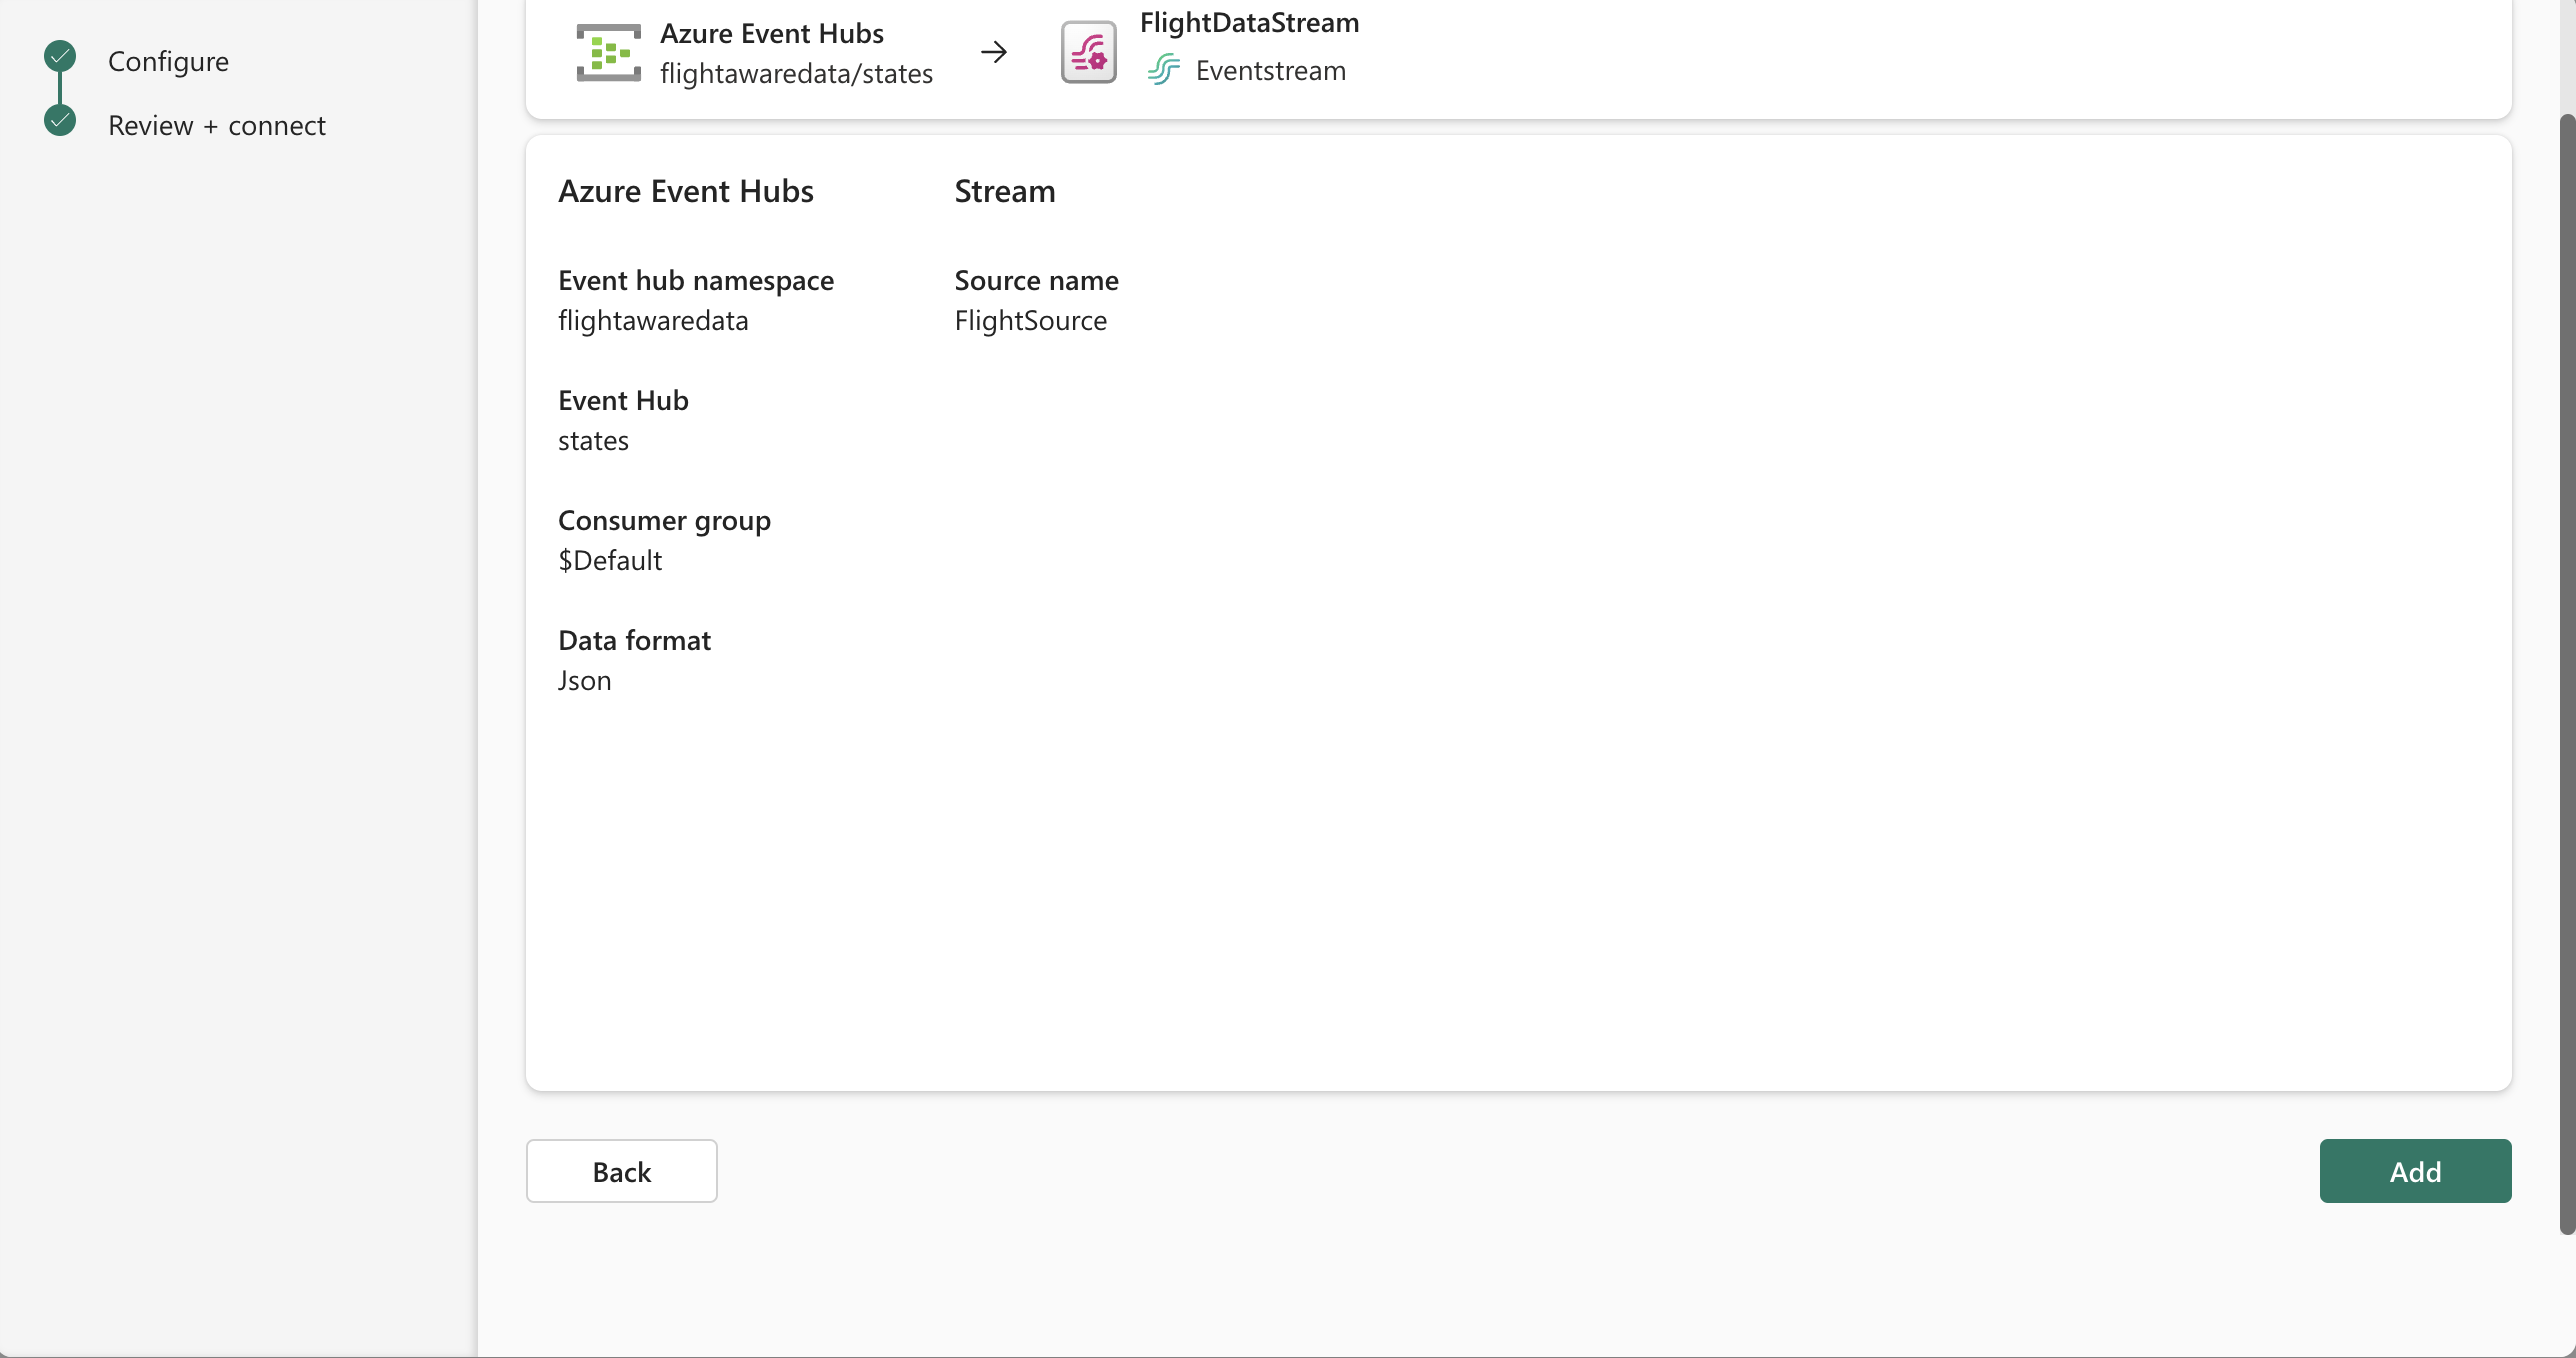 Configure
Review + connect
Azure Event Hubs
flightawaredata/states
FlightDataStream
Eventstream
Azure Event Hubs
Stream
Event hub namespace
flightawaredata
Source name
FlightSource
Event Hub
states
Consumer group
$Default
Data format
Json
Back
Add